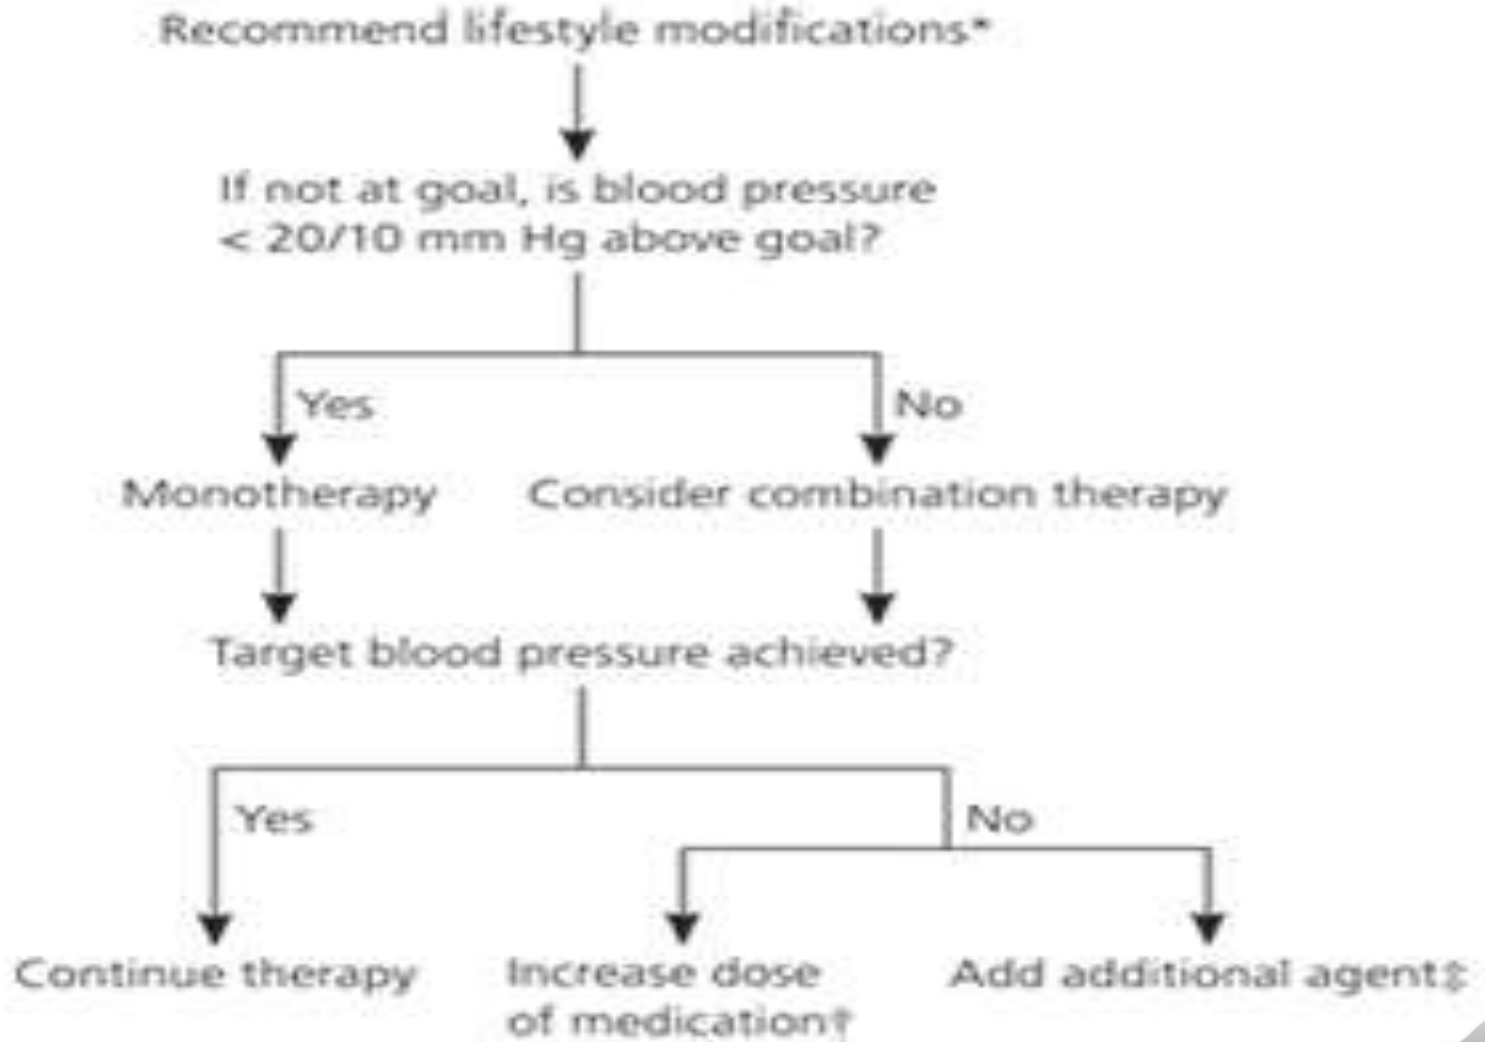 Recommend lifestyle modifications*
If not at goal, is blood pressure
< 20/10 mm Hg above goal?
Yes
No
Monotherapy
Consider combination therapy
Target blood pressure achieved?
Yes
No
Continue therapy
Increase dose
of medication†
Add additional agent‡